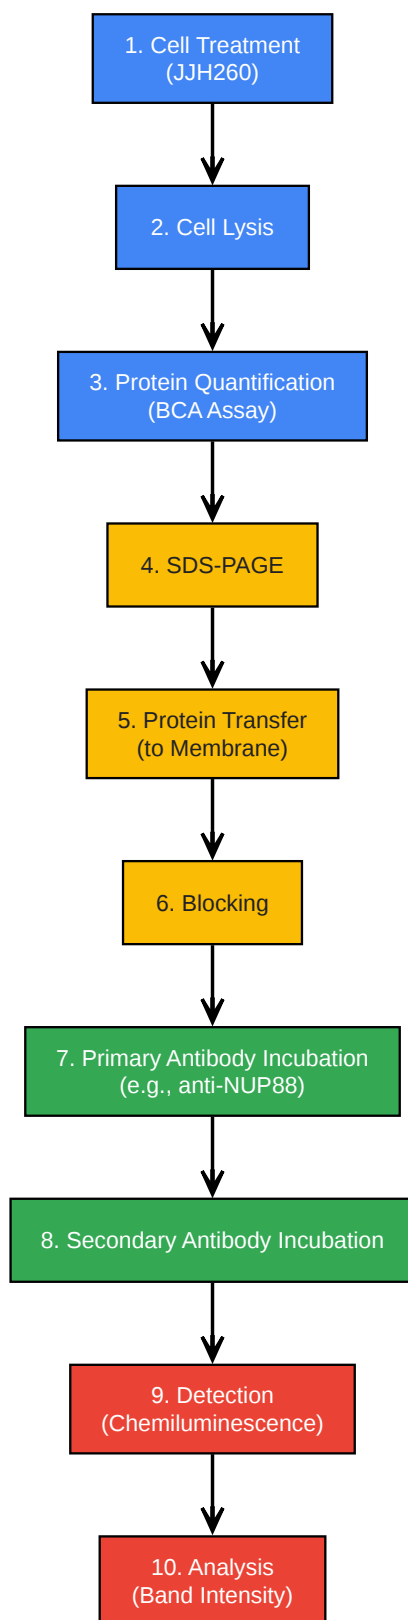 1. Cell Treatment
(JJH260)
2. Cell Lysis
3. Protein Quantification
(BCA Assay)
4. SDS-PAGE
5. Protein Transfer
(to Membrane)
6. Blocking
7. Primary Antibody Incubation
(e.g., anti-NUP88)
8. Secondary Antibody Incubation
9. Detection
(Chemiluminescence)
10. Analysis
(Band Intensity)